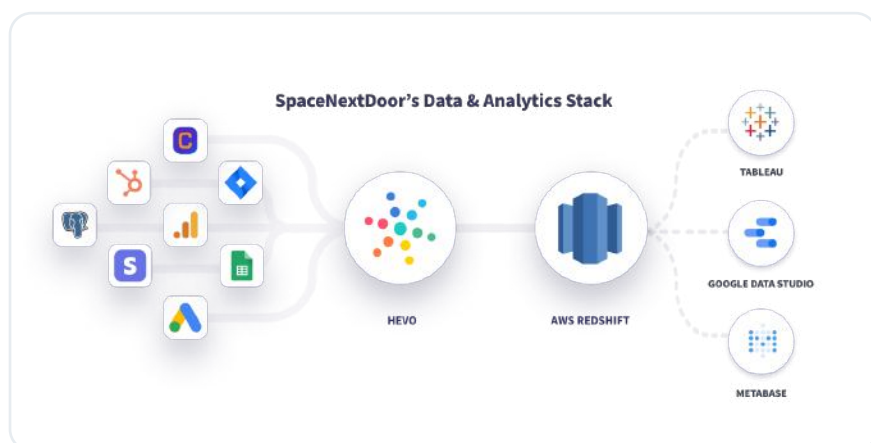 SpaceNextDoor's Data & Analytics Stack
C
S
HEVO
AWS REDSHIFT
TABLEAU
GOOGLE DATA STUDIO
METABASE